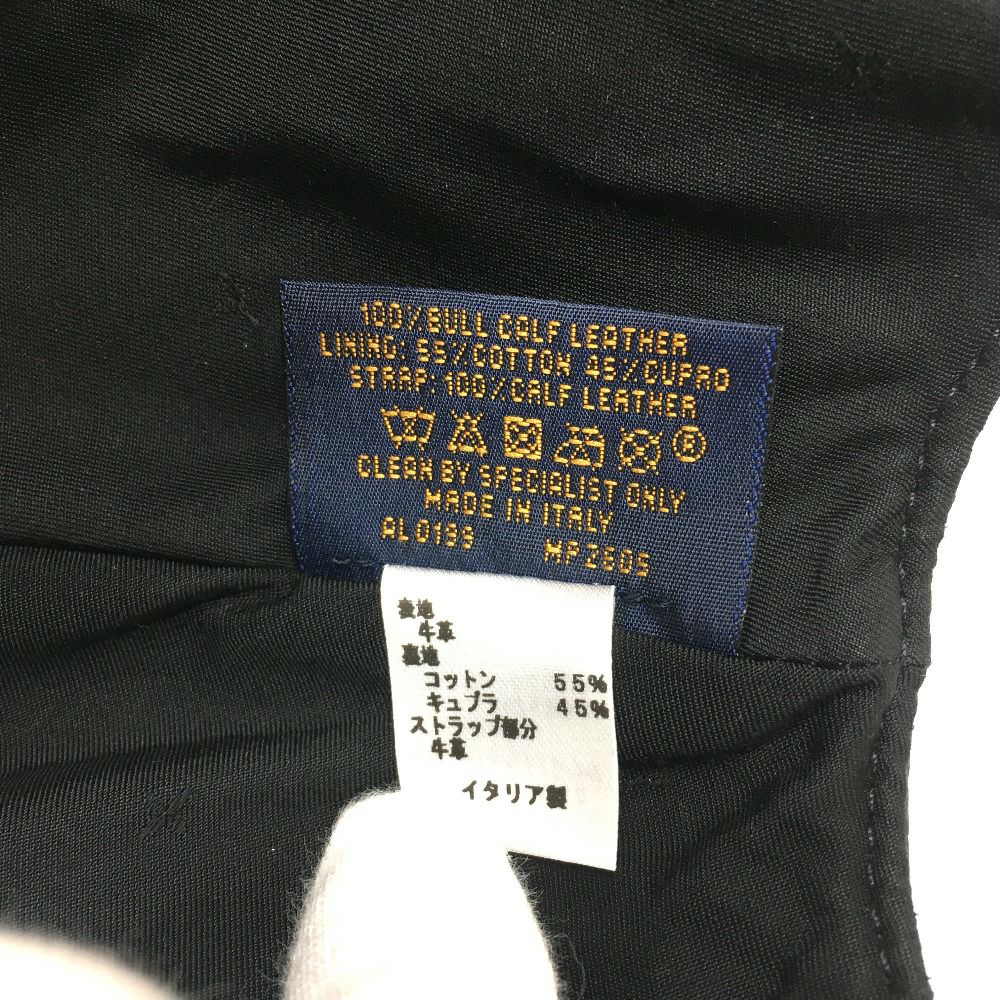 100%BULL CALF LEATHER
LINING: 55%COTTON 45%CUPRO
STRAP: 100%CALF LEATHER
CLEAN BY SPECIALIST ONLY
MADE IN ITALY
AL0189 MP2605
表地
牛革
裏地
コットン 55%
キュプラ 45%
ストラップ部分
牛革
イタリア製